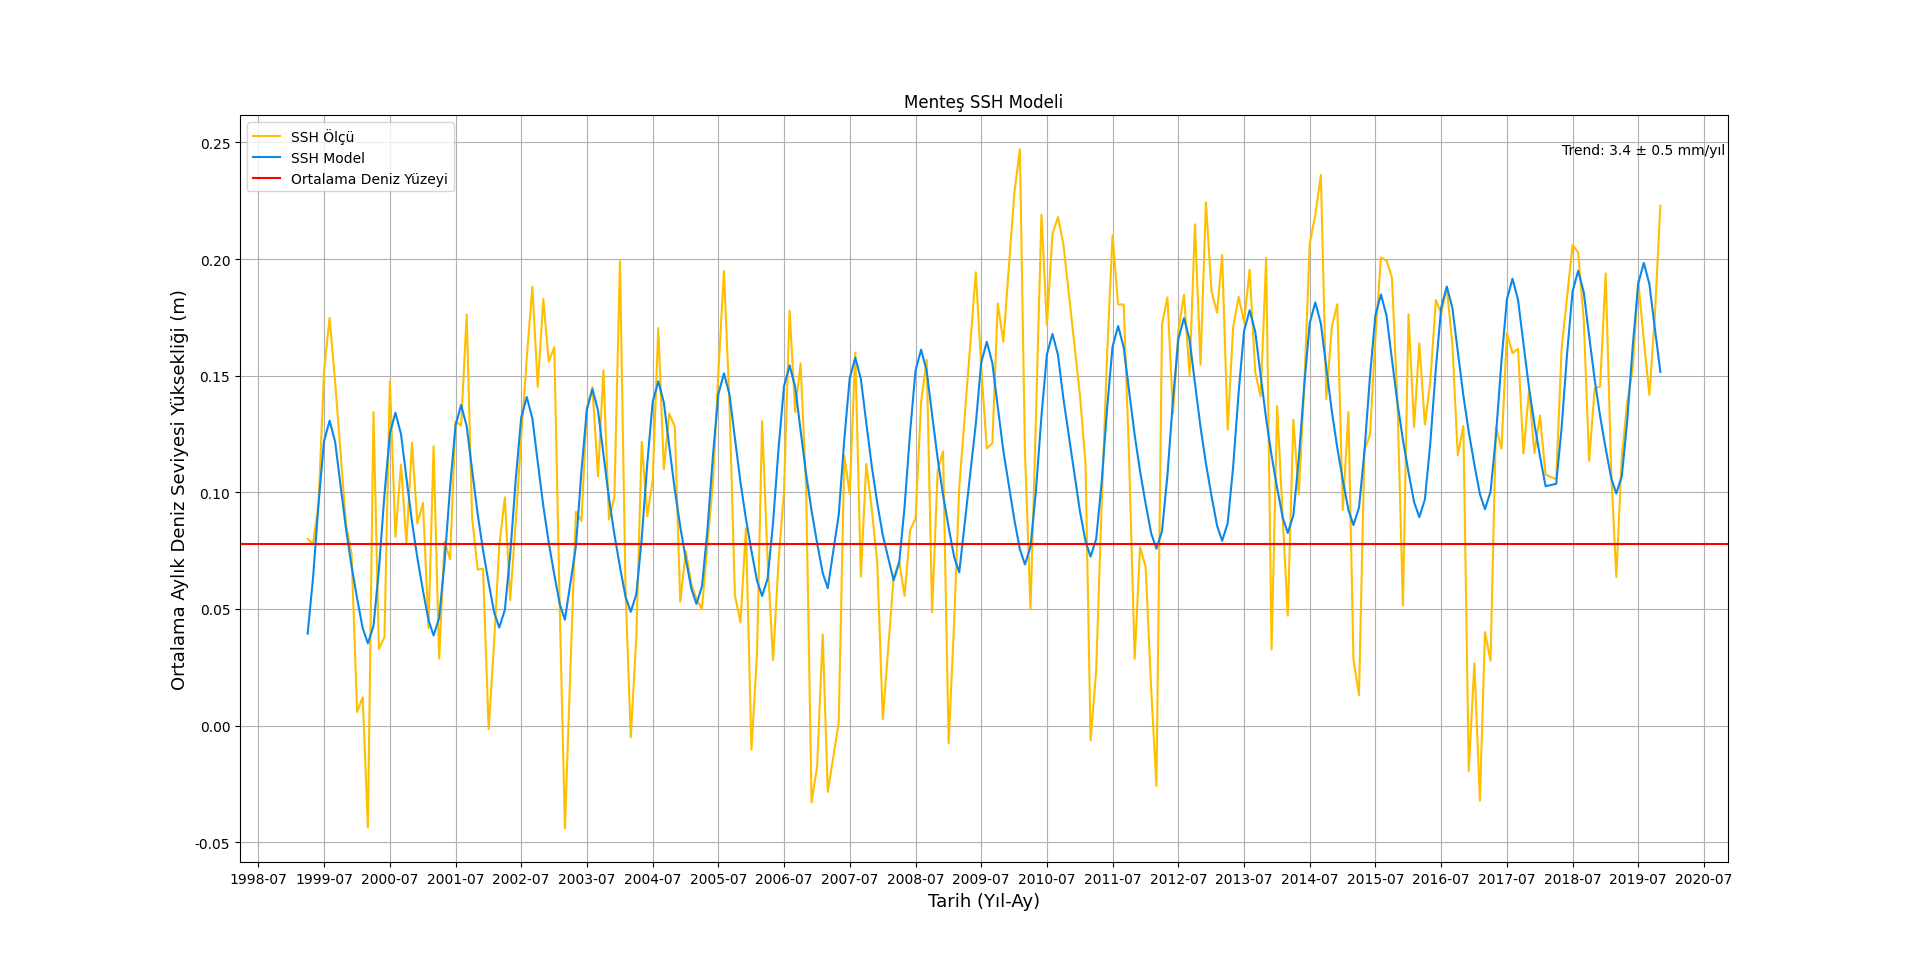 Menteş SSH Modeli
SSH Ölçü
SSH Model
Ortalama Deniz Yüzeyi
Trend: 3.4 ± 0.5 mm/yıl
Ortalama Aylık Deniz Seviyesi Yüksekliği (m)
0.25
0.20
0.15
0.10
0.05
0.00
-0.05
1998-07 1999-07 2000-07 2001-07 2002-07 2003-07 2004-07 2005-07 2006-07 2007-07 2008-07 2009-07 2010-07 2011-07 2012-07 2013-07 2014-07 2015-07 2016-07 2017-07 2018-07 2019-07 2020-07
Tarih (Yıl-Ay)